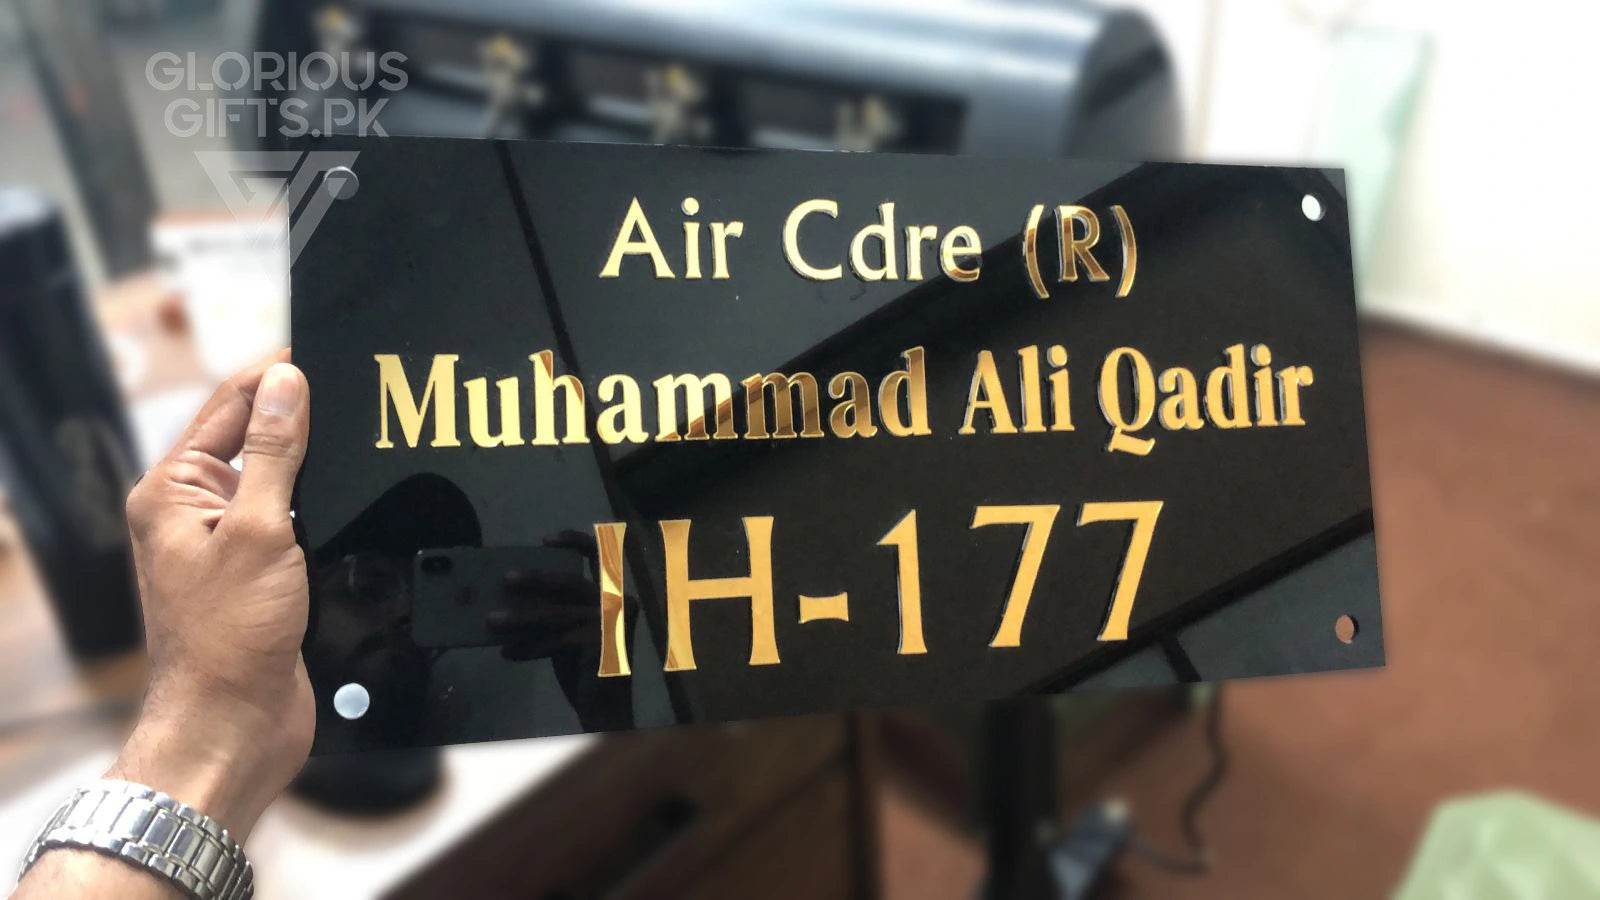 GLORIOUS
GIFTS.PK
Air Cdre (R)
Muhammad Ali Qadir
IH-177